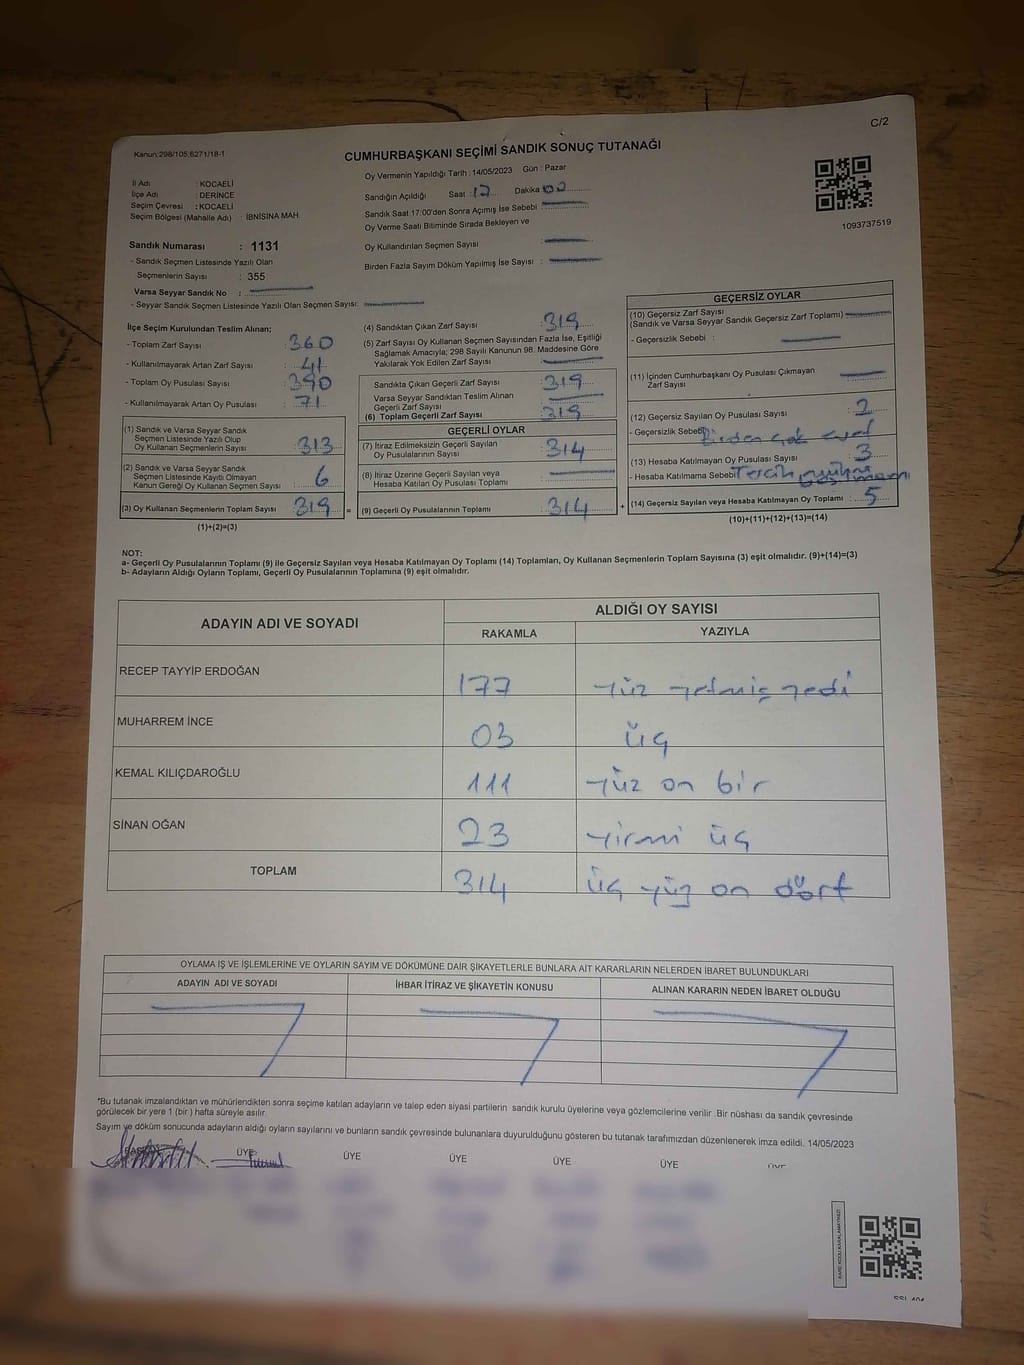 C/2
Kanun:298/105,6271/18-1
CUMHURBAŞKANI SEÇİMİ SANDIK SONUÇ TUTANAĞI
İl Adı : KOCAELİ
İlçe Adı : DERİNCE
Seçim Çevresi : KOCAELİ
Seçim Bölgesi (Mahalle Adı) : İBNİSİNA MAH.
Sandık Numarası : 1131
- Sandık Seçmen Listesinde Yazılı Olan
Seçmenlerin Sayısı : 355
Varsa Seyyar Sandık No :
- Seyyar Sandık Seçmen Listesinde Yazılı Olan Seçmen Sayısı:
Oy Vermenin Yapıldığı Tarih : 14/05/2023 Gün : Pazar
Sandığın Açıldığı Saat : 17 Dakika : 00
Sandık Saat 17:00'den Sonra Açımış İse Sebebi
Oy Verme Saati Bitiminde Sırada Bekleyen ve
Oy Kullandırılan Seçmen Sayısı :
Birden Fazla Sayım Döküm Yapılmış İse Sayısı :
1093737519
İlçe Seçim Kurulundan Teslim Alınan;
- Toplam Zarf Sayısı : 360
- Kullanılmayarak Artan Zarf Sayısı : 41
- Toplam Oy Pusulası Sayısı : 390
- Kullanılmayarak Artan Oy Pusulası : 71
(1) Sandık ve Varsa Seyyar Sandık
Seçmen Listesinde Yazılı Olup
Oy Kullanan Seçmenlerin Sayısı : 313
(2) Sandık ve Varsa Seyyar Sandık
Seçmen Listesinde Kayıtlı Olmayan
Kanun Gereği Oy Kullanan Seçmen Sayısı : 6
(3) Oy Kullanan Seçmenlerin Toplam Sayısı : 319 =
(1)+(2)=(3)
(4) Sandıktan Çıkan Zarf Sayısı : 319
(5) Zarf Sayısı Oy Kullanan Seçmen Sayısından Fazla İse, Eşitliği
Sağlamak Amacıyla; 298 Sayılı Kanunun 98. Maddesine Göre
Yakılarak Yok Edilen Zarf Sayısı :
Sandıkta Çıkan Geçerli Zarf Sayısı : 319
Varsa Seyyar Sandıktan Teslim Alınan
Geçerli Zarf Sayısı :
(6) Toplam Geçerli Zarf Sayısı : 319
GEÇERLİ OYLAR
(7) İtiraz Edilmeksizin Geçerli Sayılan
Oy Pusulalarının Sayısı : 314
(8) İtiraz Üzerine Geçerli Sayılan veya
Hesaba Katılan Oy Pusulası Toplamı :
(9) Geçerli Oy Pusulalarının Toplamı : 314 +
GEÇERSİZ OYLAR
(10) Geçersiz Zarf Sayısı
(Sandık ve Varsa Seyyar Sandık Geçersiz Zarf Toplamı)
- Geçersizlik Sebebi :
(11) İçinden Cumhurbaşkanı Oy Pusulası Çıkmayan
Zarf Sayısı :
(12) Geçersiz Sayılan Oy Pusulası Sayısı : 2
- Geçersizlik Sebebi: Birden çok evet
(13) Hesaba Katılmayan Oy Pusulası Sayısı : 3
- Hesaba Katılmama Sebebi Tercih mühürü
(14) Geçersiz Sayılan veya Hesaba Katılmayan Oy Toplamı : 5
(10)+(11)+(12)+(13)=(14)
NOT:
a- Geçerli Oy Pusulalarının Toplamı (9) ile Geçersiz Sayılan veya Hesaba Katılmayan Oy Toplamı (14) Toplamları, Oy Kullanan Seçmenlerin Toplam Sayısına (3) eşit olmalıdır. (9)+(14)=(3)
b- Adayların Aldığı Oyların Toplamı, Geçerli Oy Pusulalarının Toplamına (9) eşit olmalıdır.
ADAYIN ADI VE SOYADI
ALDIĞI OY SAYISI
RAKAMLA YAZIYLA
RECEP TAYYİP ERDOĞAN 177 yüz yetmiş yedi
MUHARREM İNCE 03 üç
KEMAL KILIÇDAROĞLU 111 yüz on bir
SİNAN OĞAN 23 yirmi üç
TOPLAM 314 üç yüz on dört
OYLAMA İŞ VE İŞLEMLERİNE VE OYLARIN SAYIM VE DÖKÜMÜNE DAİR ŞİKAYETLERLE BUNLARA AİT KARARLARIN NELERDEN İBARET BULUNDUKLARI
ADAYIN ADI VE SOYADI İHBAR İTİRAZ VE ŞİKAYETİN KONUSU ALINAN KARARIN NEDEN İBARET OLDUĞU
*Bu tutanak imzalandıktan ve mühürlendikten sonra seçime katılan adayların ve talep eden siyasi partilerin sandık kurulu üyelerine veya gözlemcilerine verilir. Bir nüshası da sandık çevresinde
görülecek bir yere 1 (bir) hafta süreyle asılır.
Sayım ve döküm sonucunda adayların aldığı oyların sayılarını ve bunların sandık çevresinde bulunanlara duyurulduğunu gösteren bu tutanak tarafımızdan düzenlenerek imza edildi. 14/05/2023
BAŞKAN ÜYE ÜYE ÜYE ÜYE ÜYE ÜYE
KARE KODU KARALAMAYINIZ!